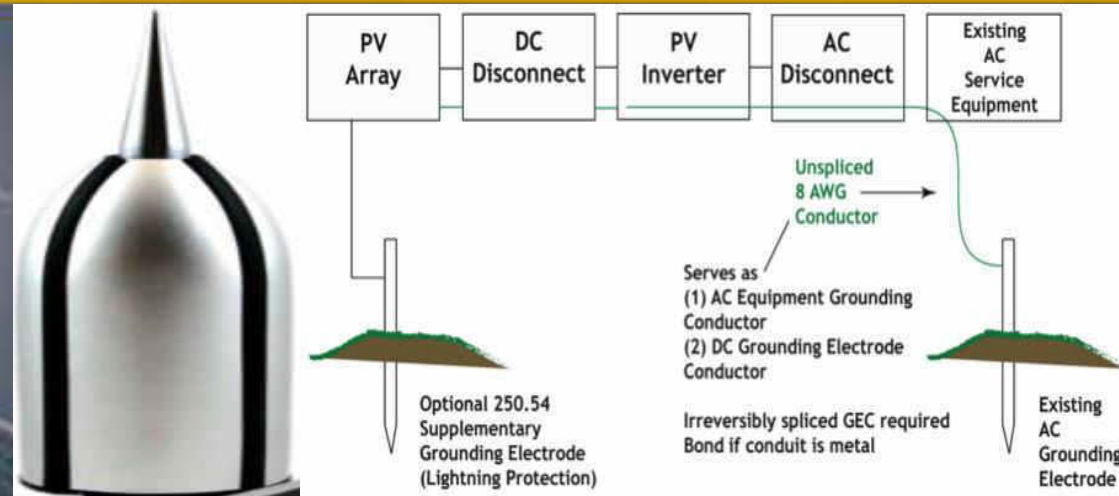 PV
Array
DC
Disconnect
PV
Inverter
AC
Disconnect
Existing
AC
Service
Equipment
Unspliced
8 AWG
Conductor
Serves as
(1) AC Equipment Grounding
Conductor
(2) DC Grounding Electrode
Conductor
Optional 250.54
Supplementary
Grounding Electrode
(Lightning Protection)
Irreversibly spliced GEC required
Bond if conduit is metal
Existing
AC
Grounding
Electrode